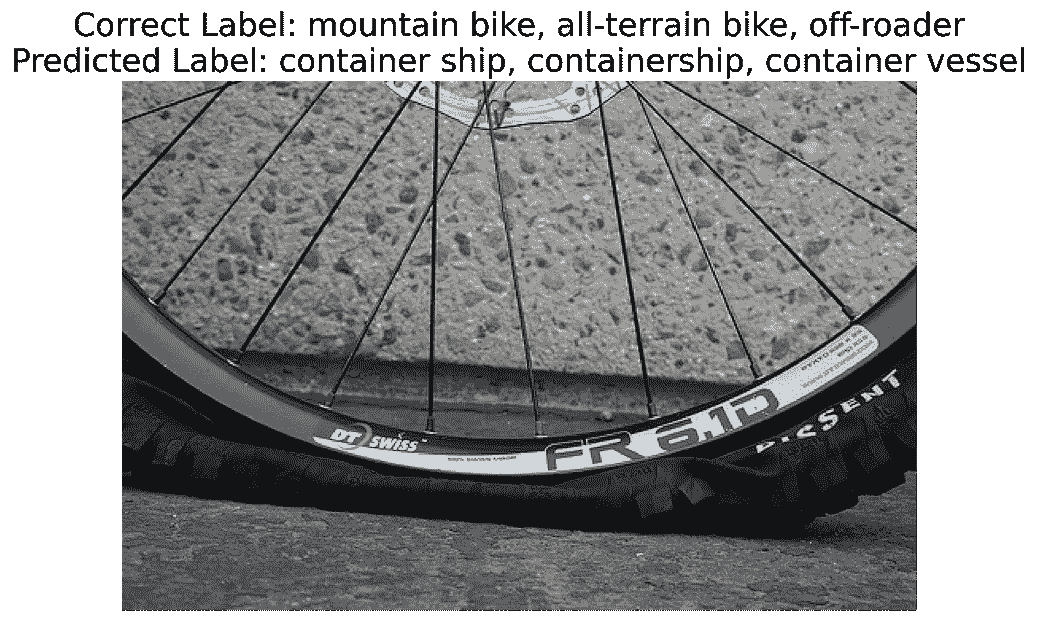 Correct Label: mountain bike, all-terrain bike, off-roader
Predicted Label: container ship, containership, container vessel
DT SWISS
FR 6.1D
DISSENT